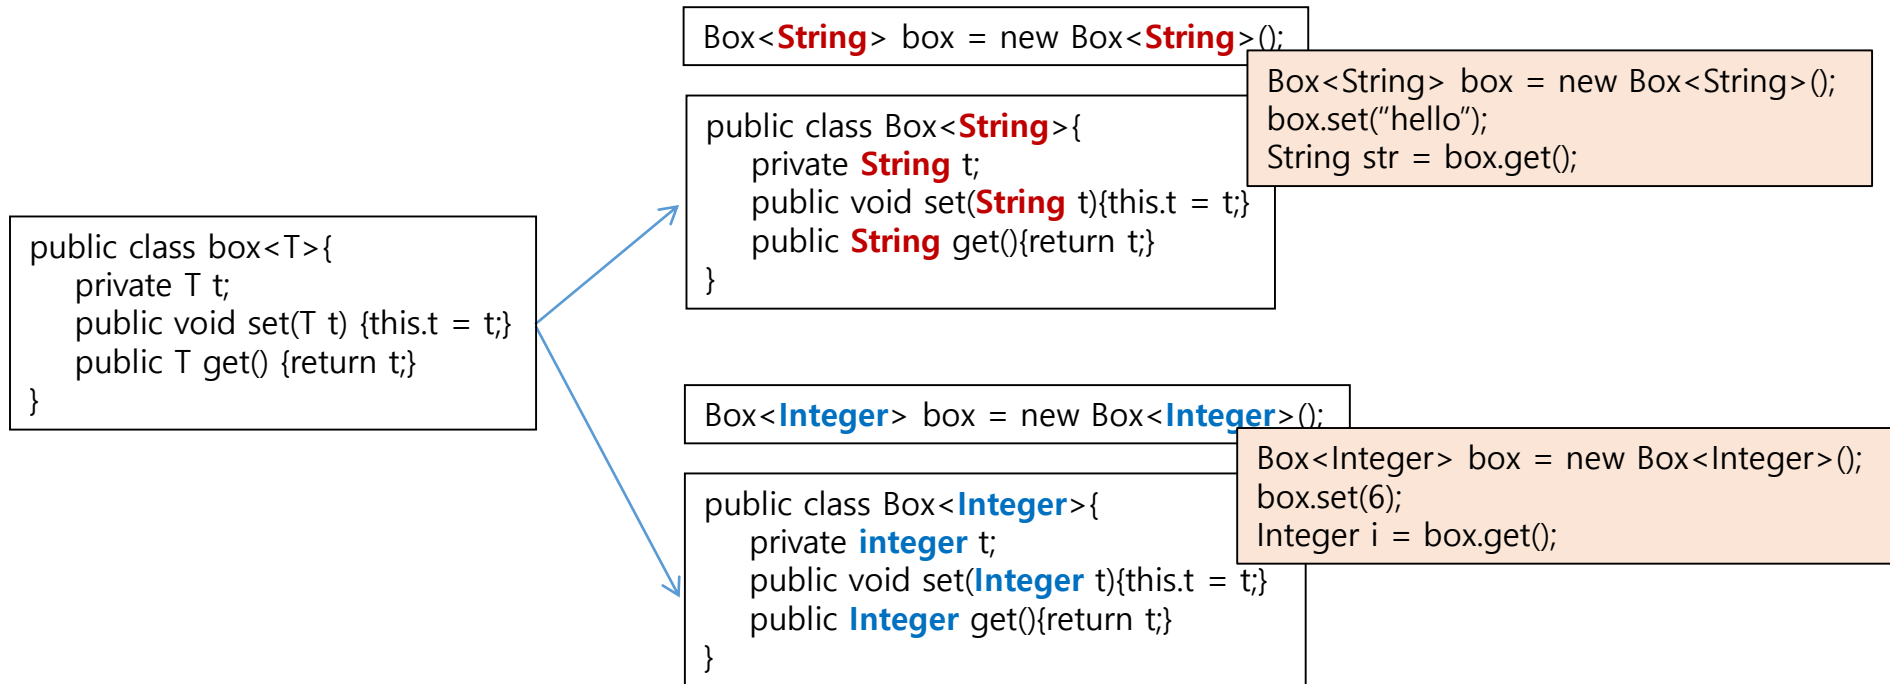 Box<String> box = new Box<String>();
Box<String> box = new Box<String>();
box.set(“hello”);
String str = box.get();
public class Box<String>{
private String t;
public void set(String t){this.t = t;}
public String get(){return t;}
}
public class box<T>{
private T t;
public void set(T t) {this.t = t;}
public T get() {return t;}
}
Box<Integer> box = new Box<Integer>();
Box<Integer> box = new Box<Integer>();
box.set(6);
Integer i = box.get();
public class Box<Integer>{
private integer t;
public void set(Integer t){this.t = t;}
public Integer get(){return t;}
}